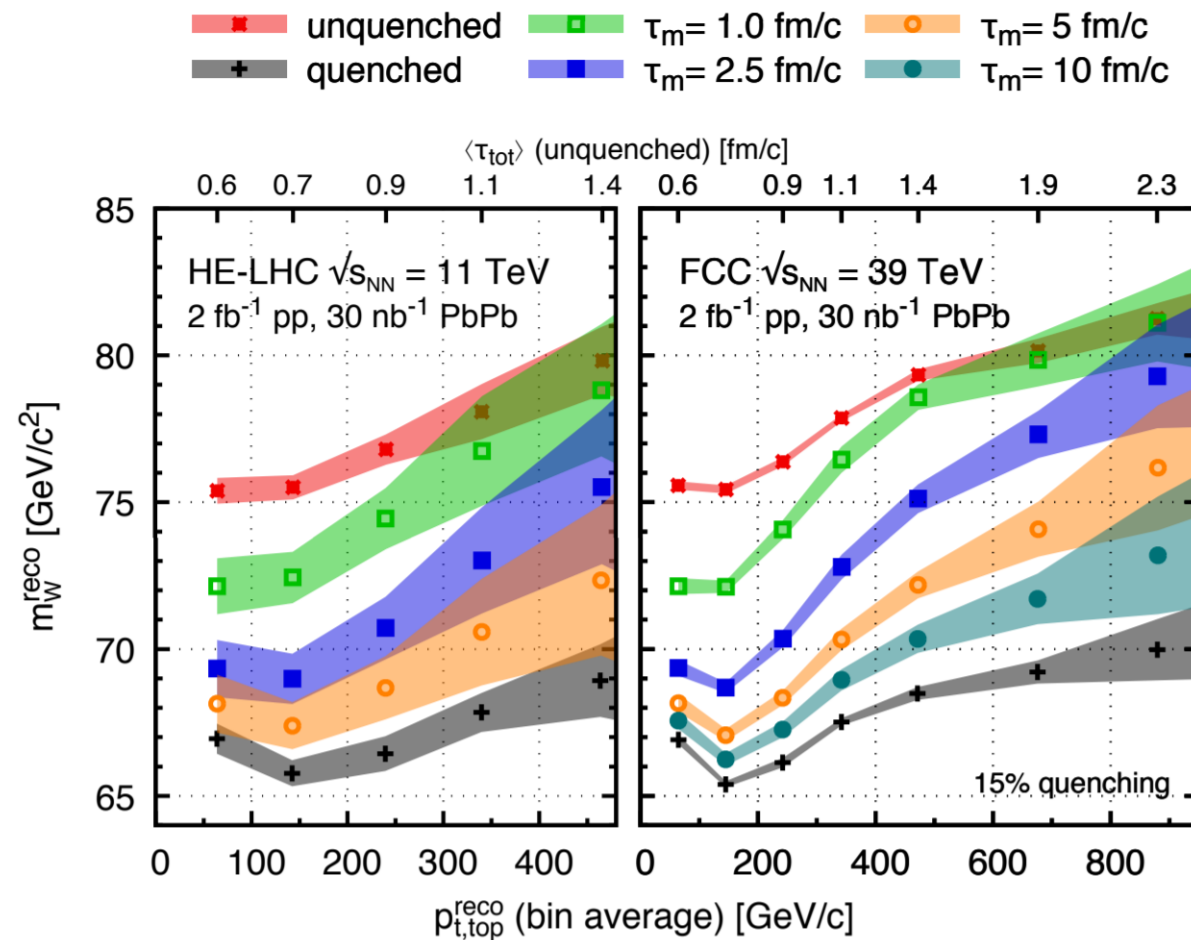 unquenched τm= 1.0 fm/c τm= 5 fm/c
quenched τm= 2.5 fm/c τm= 10 fm/c
⟨τtot⟩ (unquenched) [fm/c]
0.6 0.7 0.9 1.1 1.4 0.6 0.9 1.1 1.4 1.9 2.3
85
HE-LHC √sNN = 11 TeV FCC √sNN = 39 TeV
2 fb⁻¹ pp, 30 nb⁻¹ PbPb 2 fb⁻¹ pp, 30 nb⁻¹ PbPb
80
mW^reco [GeV/c²]
75
70
15% quenching
65
0 100 200 300 400 0 200 400 600 800
pt,top^reco (bin average) [GeV/c]